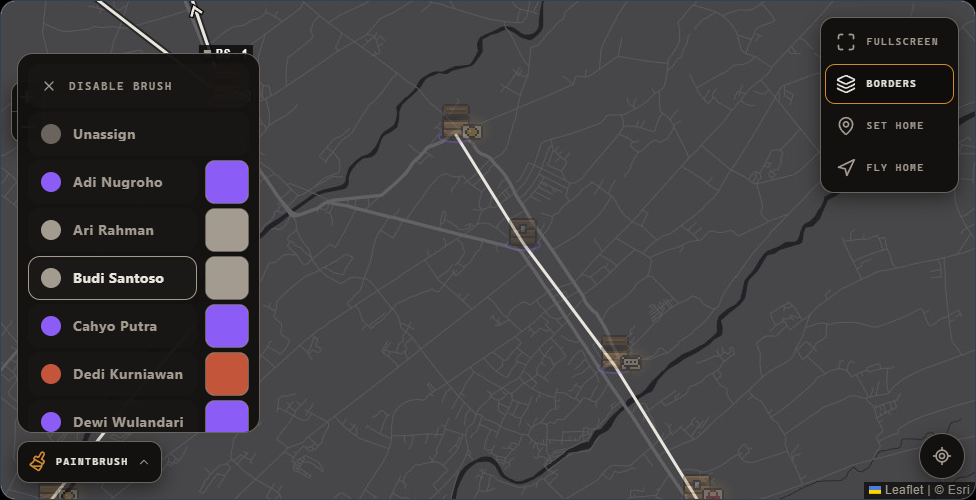 DISABLE BRUSH
Unassign
Adi Nugroho
Ari Rahman
Budi Santoso
Cahyo Putra
Dedi Kurniawan
Dewi Wulandari
PAINTBRUSH
FULLSCREEN
BORDERS
SET HOME
FLY HOME
Leaflet | © Esri